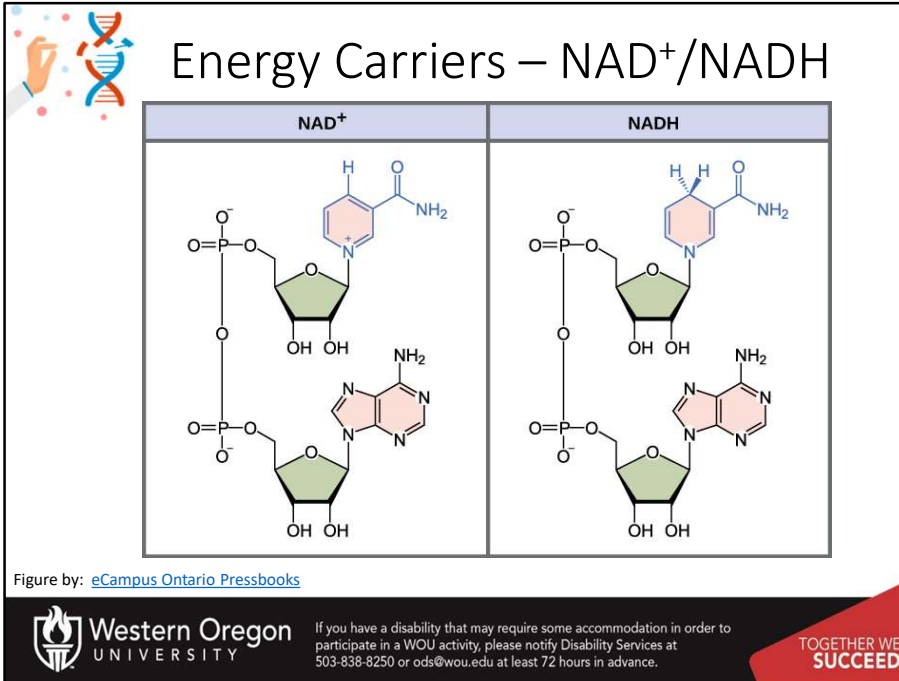 Energy Carriers – NAD⁺/NADH
NAD⁺
NADH
H
O
NH₂
N⁺
O⁻
O=P–O
O
OH OH
O
NH₂
N
N
N
N
O=P–O
O⁻
O
OH OH
H H
O
NH₂
N
O⁻
O=P–O
O
OH OH
O
NH₂
N
N
N
N
O=P–O
O⁻
O
OH OH
Figure by: eCampus Ontario Pressbooks
Western Oregon
UNIVERSITY
If you have a disability that may require some accommodation in order to
participate in a WOU activity, please notify Disability Services at
503-838-8250 or ods@wou.edu at least 72 hours in advance.
TOGETHER WE
SUCCEED